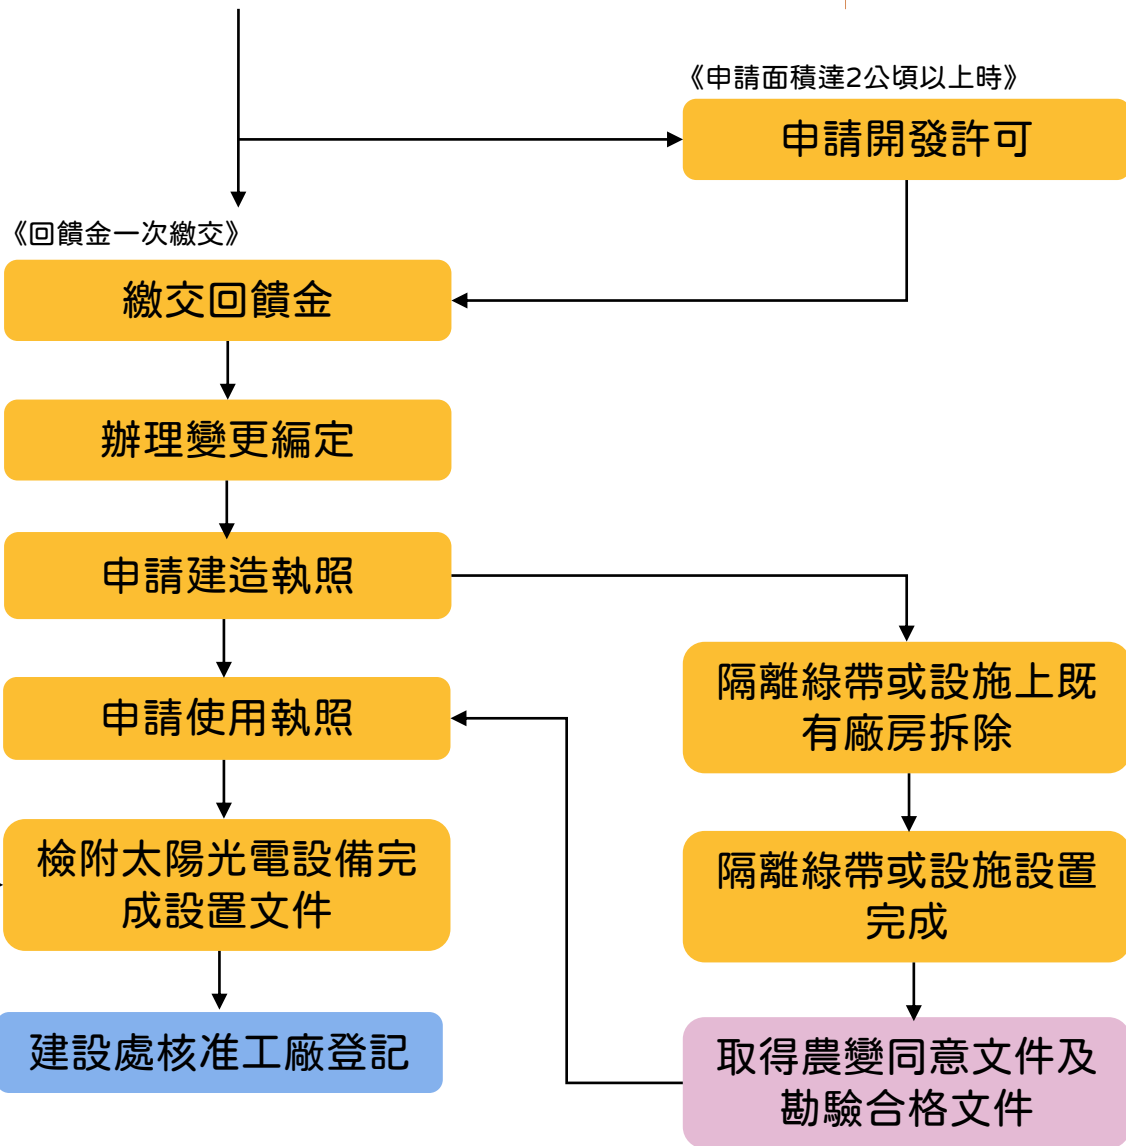 《申請面積達2公頃以上時》
申請開發許可
《回饋金一次繳交》
繳交回饋金
辦理變更編定
申請建造執照
隔離綠帶或設施上既
有廠房拆除
申請使用執照
檢附太陽光電設備完
成設置文件
隔離綠帶或設施設置
完成
建設處核准工廠登記
取得農變同意文件及
勘驗合格文件